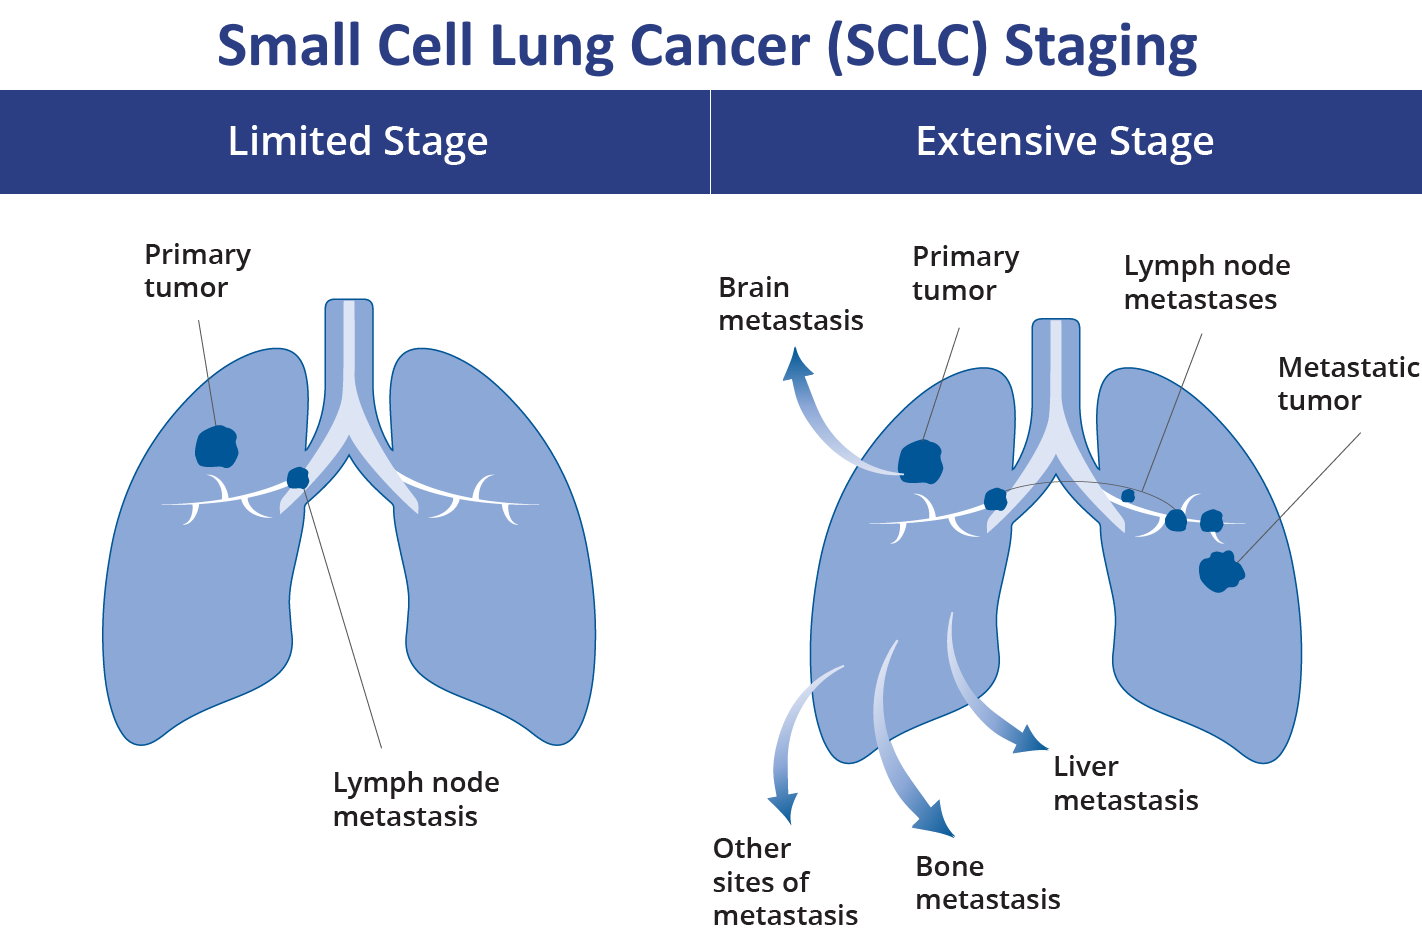 Small Cell Lung Cancer (SCLC) Staging
Limited Stage
Extensive Stage
Primary
tumor
Lymph node
metastasis
Brain
metastasis
Primary
tumor
Lymph node
metastases
Metastatic
tumor
Liver
metastasis
Bone
metastasis
Other
sites of
metastasis